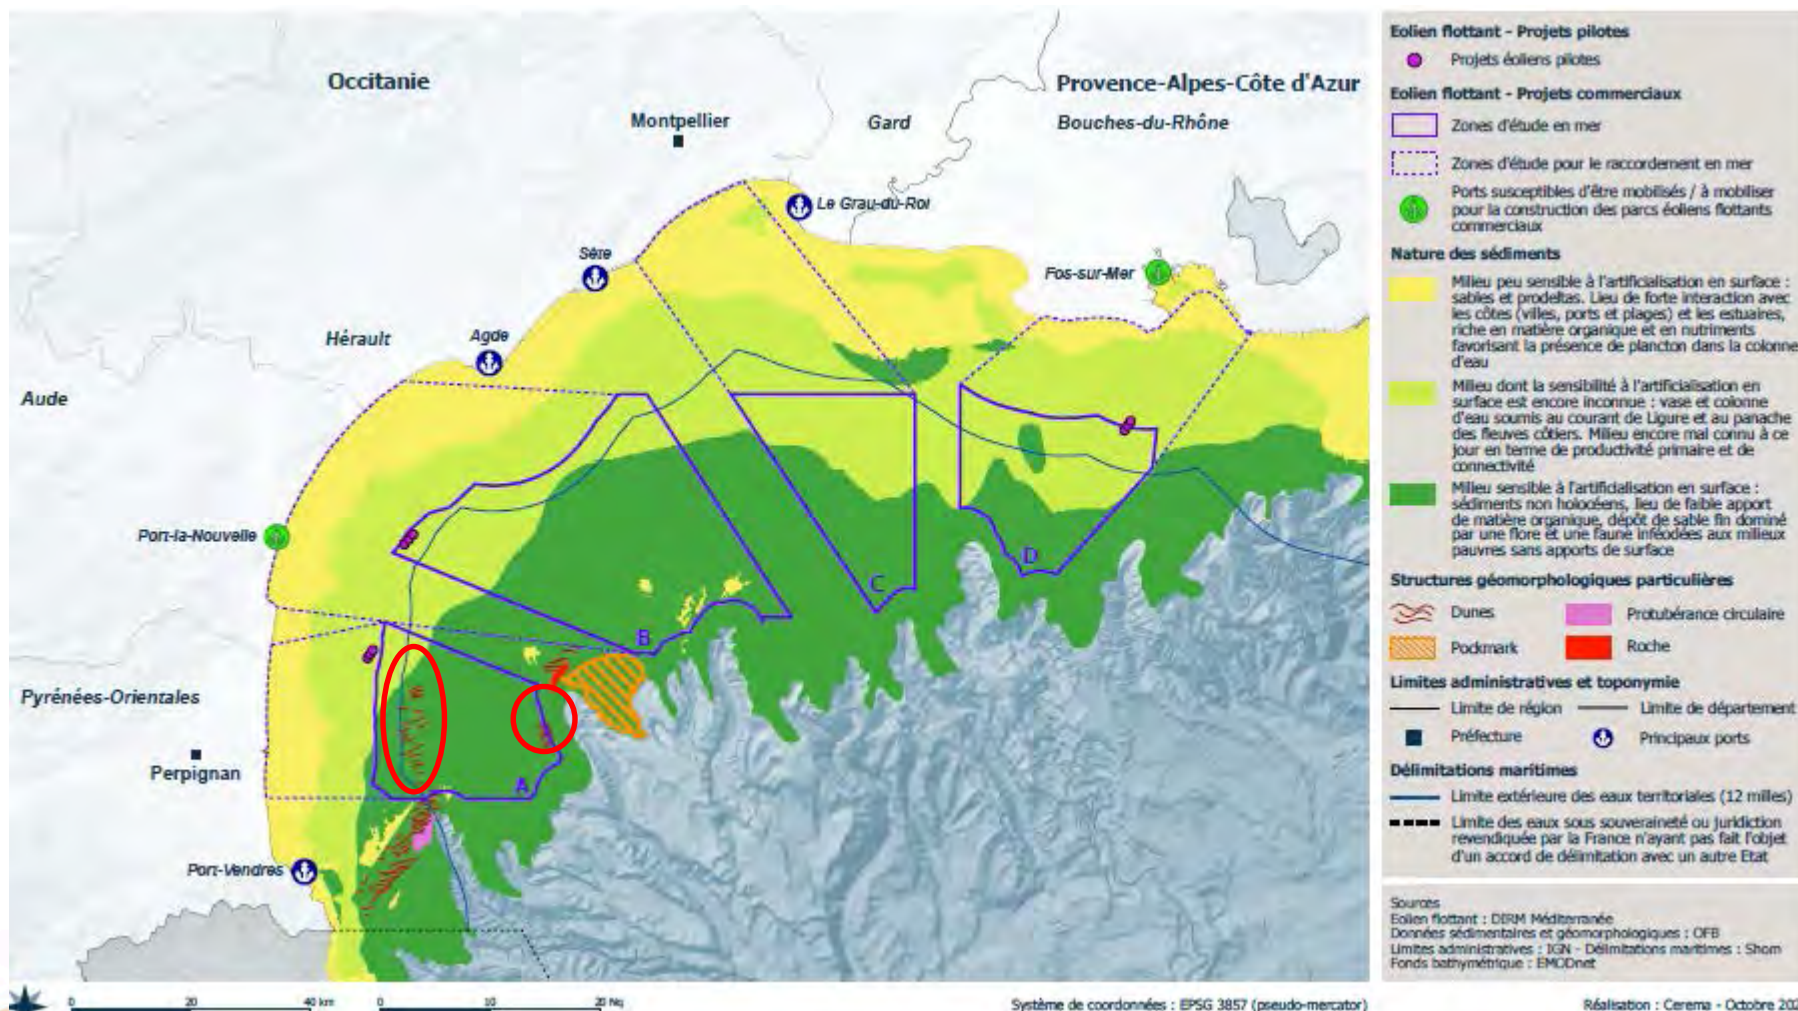 Occitanie
Provence-Alpes-Côte d'Azur
Montpellier
Gard
Bouches-du-Rhône
Le Grau-du-Roi
Sète
Fos-sur-Mer
Hérault
Agde
Aude
Port-la-Nouvelle
D
C
B
Pyrénées-Orientales
Perpignan
A
Port-Vendres
0 20 40 km 0 10 20 Nq
Système de coordonnées : EPSG 3857 (pseudo-mercator)
Réalisation : Cerema - Octobre 202
Eolien flottant - Projets pilotes
Projets éoliens pilotes
Eolien flottant - Projets commerciaux
Zones d'étude en mer
Zones d'étude pour le raccordement en mer
Ports susceptibles d'être mobilisés / à mobiliser
pour la construction des parcs éoliens flottants
commerciaux
Nature des sédiments
Milieu peu sensible à l'artificialisation en surface :
sables et prodeltas. Lieu de forte interaction avec
les côtes (villes, ports et plages) et les estuaires,
riche en matière organique et en nutriments
favorisant la présence de plancton dans la colonne
d'eau
Milieu dont la sensibilité à l'artificialisation en
surface est encore inconnue : vase et colonne
d'eau soumis au courant de Ligure et au panache
des fleuves côtiers. Milieu encore mal connu à ce
jour en terme de productivité primaire et de
connectivité
Milieu sensible à l'artificialisation en surface :
sédiments non holocéens, lieu de faible apport
de matière organique, dépôt de sable fin dominé
par une flore et une faune inféodées aux milieux
pauvres sans apports de surface
Structures géomorphologiques particulières
Dunes Protubérance circulaire
Pockmark Roche
Limites administratives et toponymie
Limite de région Limite de département
Préfecture Principaux ports
Délimitations maritimes
Limite extérieure des eaux territoriales (12 milles)
Limite des eaux sous souveraineté ou juridiction
revendiquée par la France n'ayant pas fait l'objet
d'un accord de délimitation avec un autre Etat
Sources
Eolien flottant : DIRM Méditerranée
Données sédimentaires et géomorphologiques : OFB
Limites administratives : IGN - Délimitations maritimes : Shom
Fonds bathymétrique : EMODnet